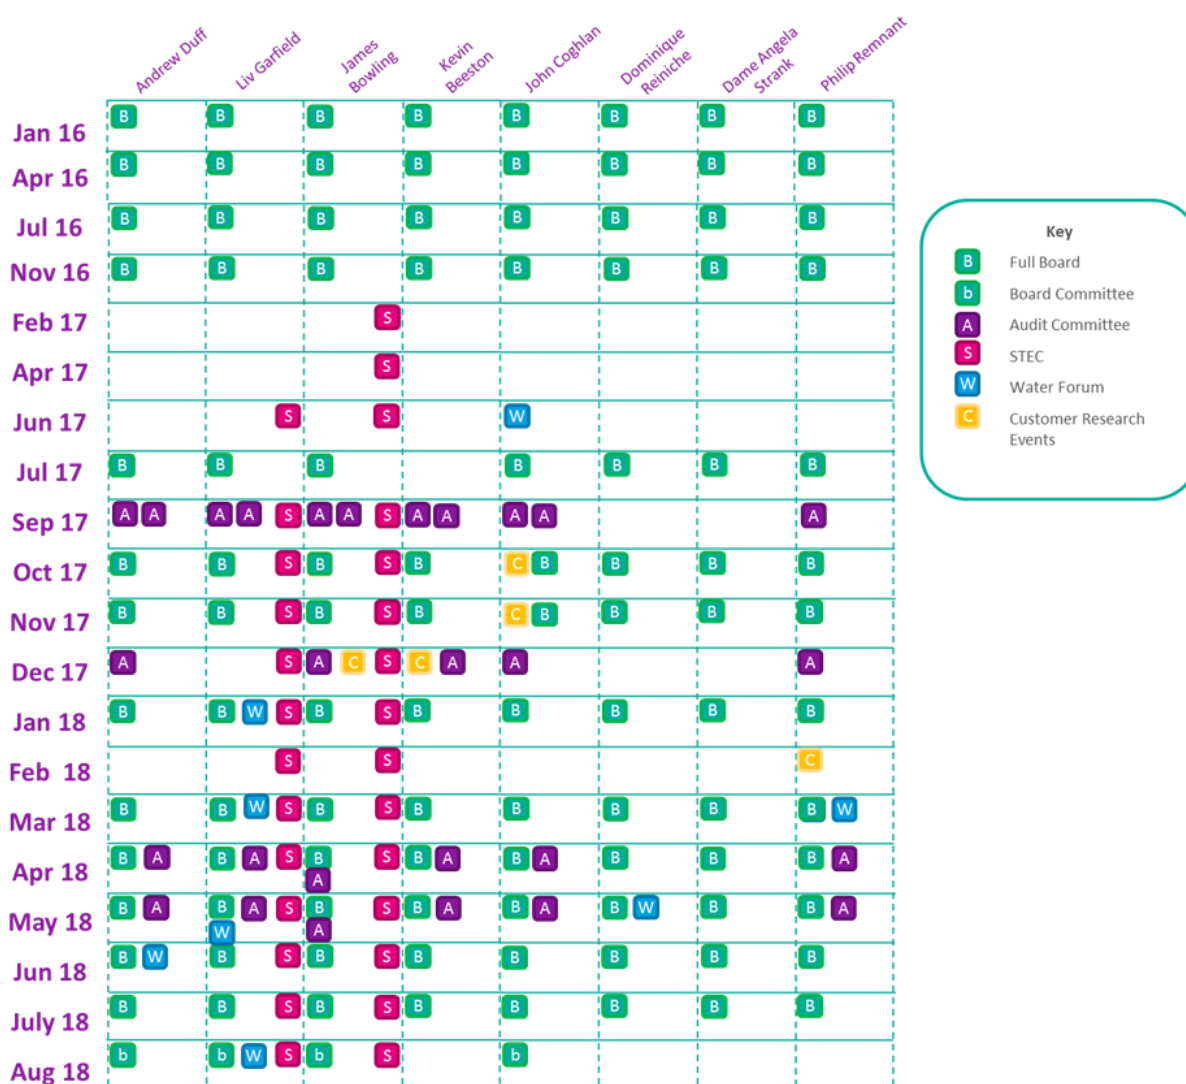 Andrew Duff
Liv Garfield
James
Bowling
Kevin
Beeston
John Coghlan
Dominique
Reiniche
Dame Angela
Strank
Philip Remnant
Jan 16 B B B B B B B B
Apr 16 B B B B B B B B
Jul 16 B B B B B B B B
Nov 16 B B B B B B B B
Feb 17 S
Apr 17 S
Jun 17 S S W
Jul 17 B B B B B B B
Sep 17 A A A A S A A S A A A A A
Oct 17 B B S B S B C B B B B
Nov 17 B B S B S B C B B B B
Dec 17 A S A C S C A A A
Jan 18 B B W S B S B B B B B
Feb 18 S S C
Mar 18 B B W S B S B B B B B W
Apr 18 B A B A S B S B A B A B B B A
A
May 18 B A B A S B S B A B A B W B B A
W A
Jun 18 B W B S B S B B B B B
July 18 B B S B S B B B B B
Aug 18 b b W S b S b
Key
B Full Board
b Board Committee
A Audit Committee
S STEC
W Water Forum
C Customer Research
Events